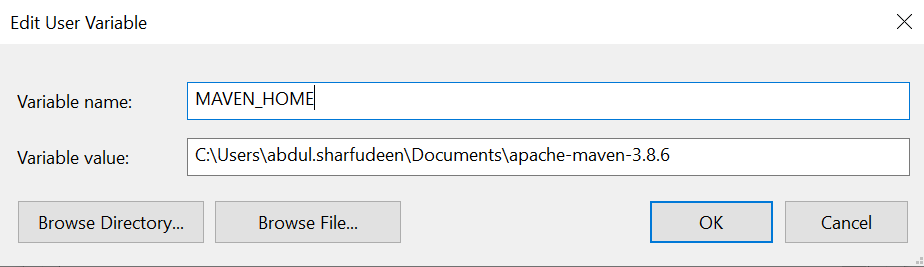 Edit User Variable
Variable name: MAVEN_HOME
Variable value: C:\Users\abdul.sharfudeen\Documents\apache-maven-3.8.6
Browse Directory... Browse File... OK Cancel